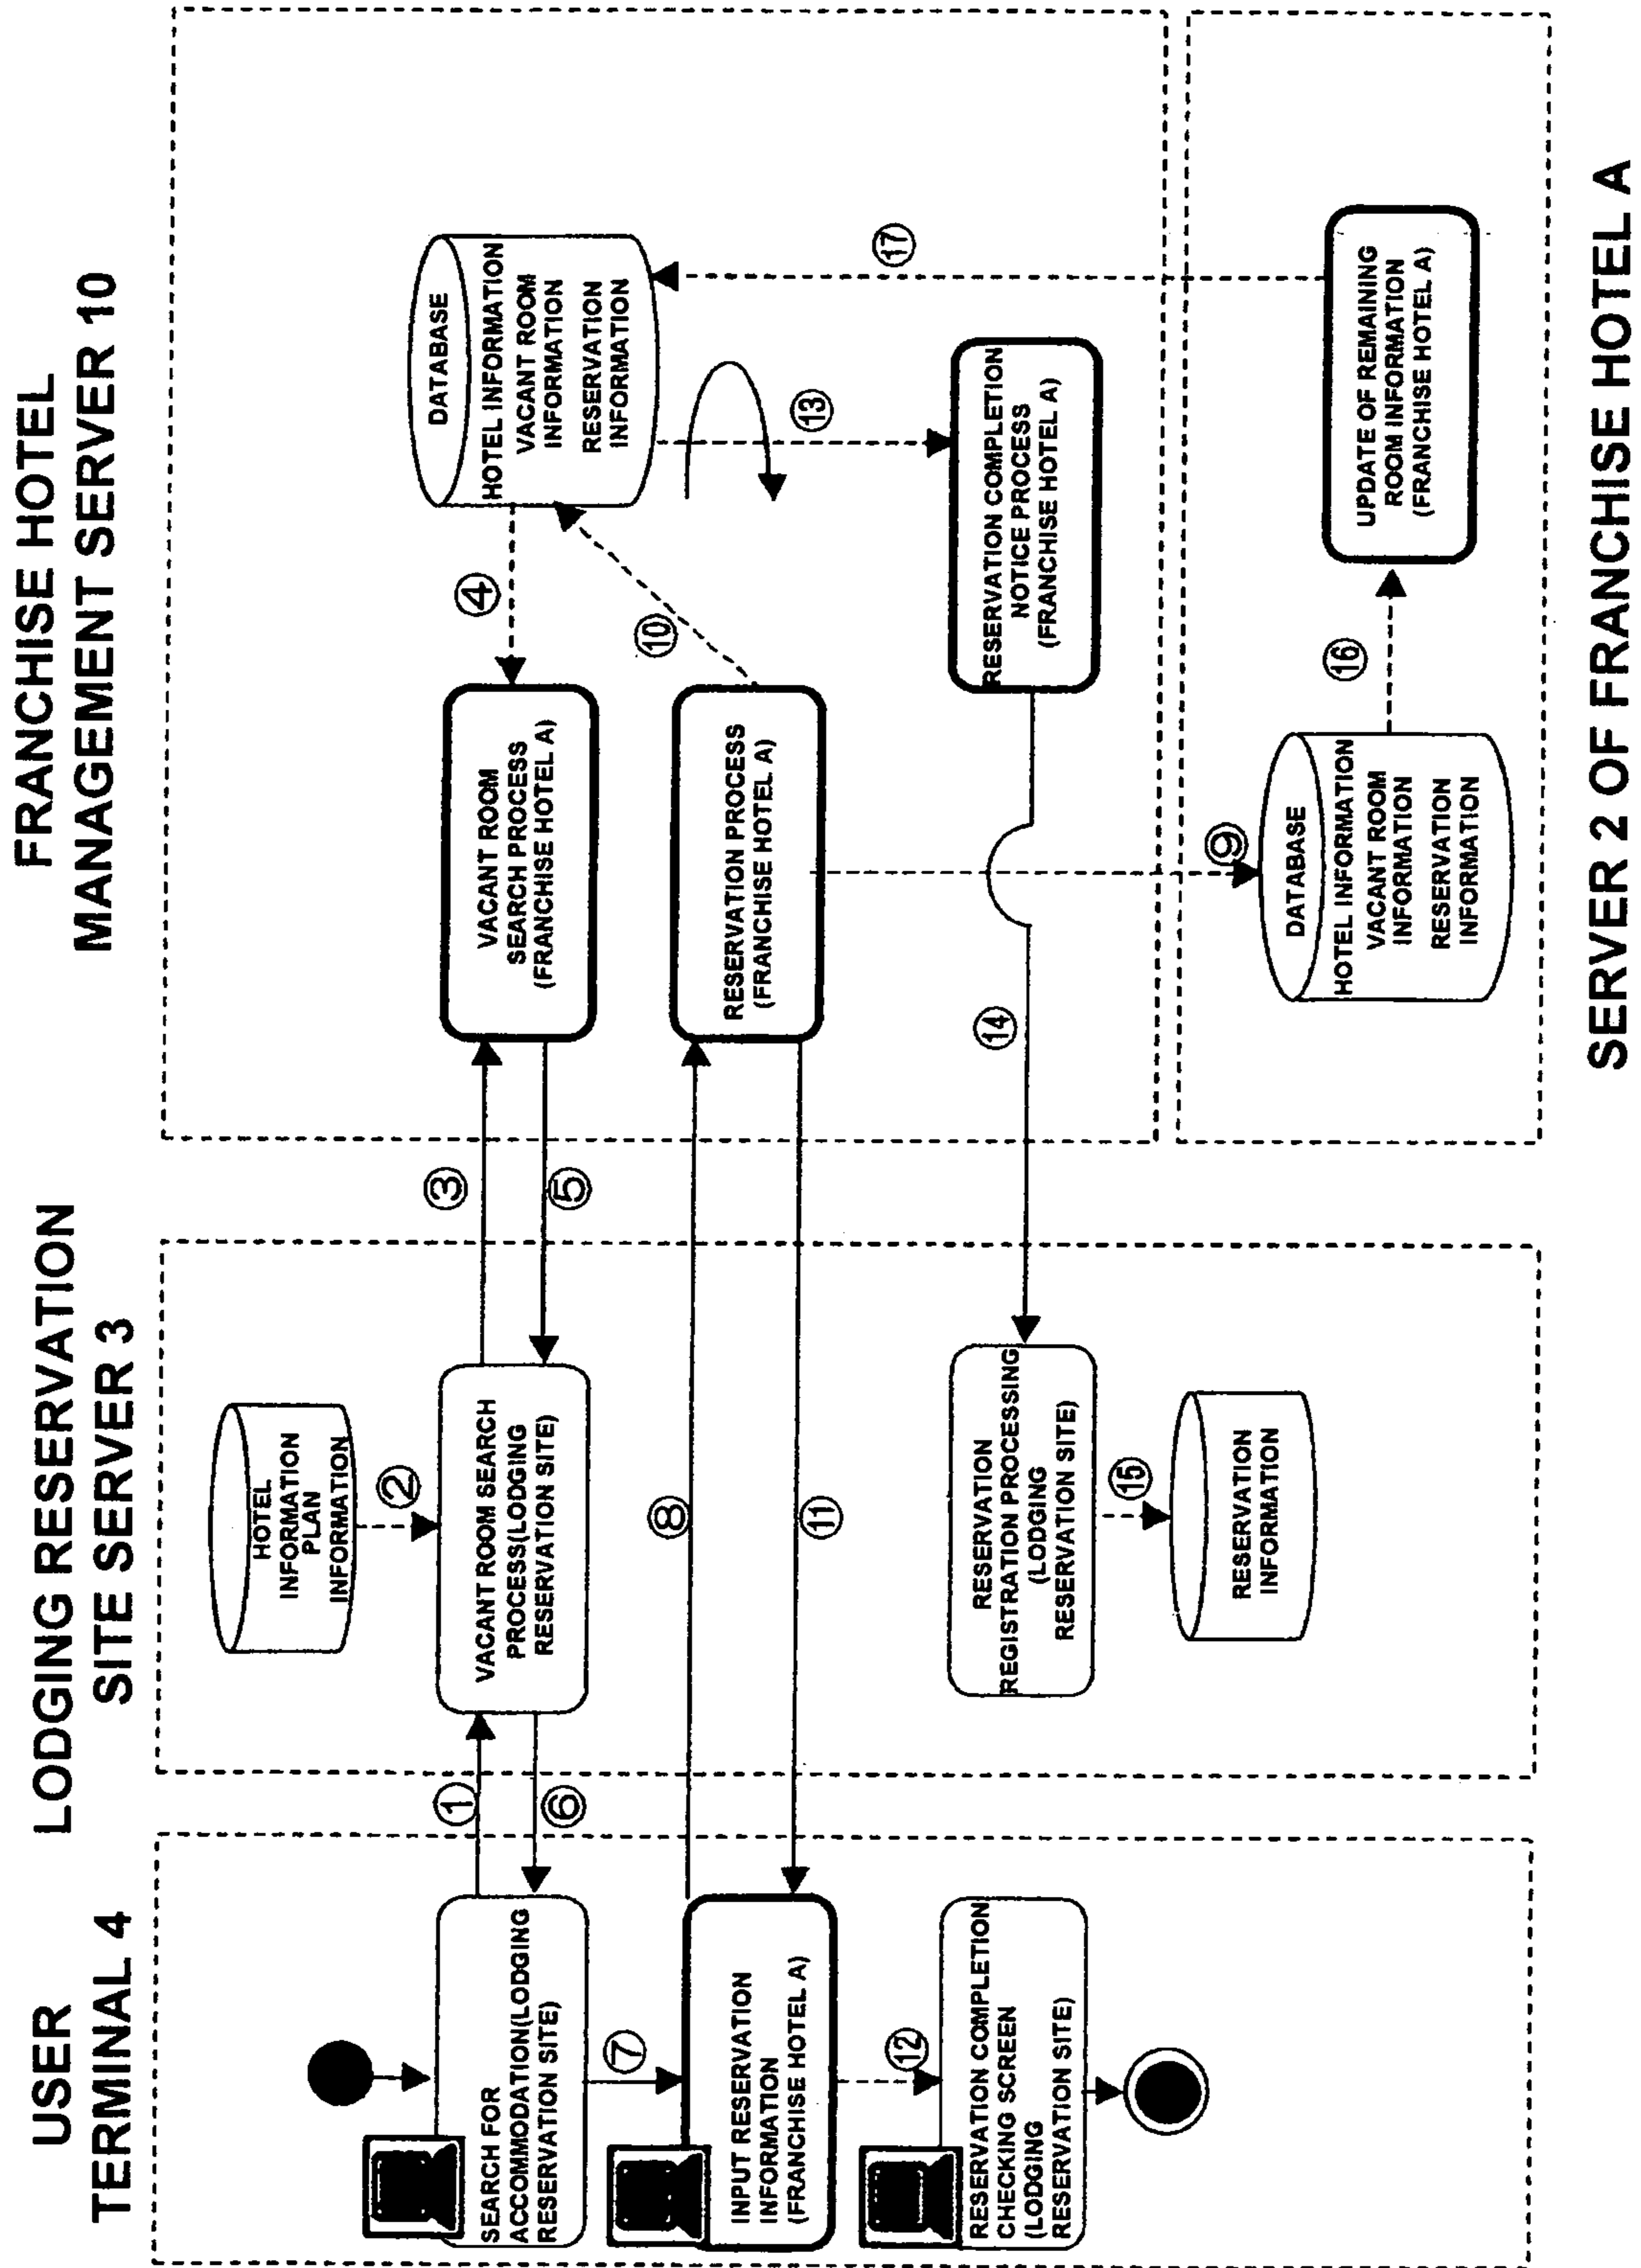 USER
TERMINAL 4
LODGING RESERVATION
SITE SERVER 3
FRANCHISE HOTEL
MANAGEMENT SERVER 10
SEARCH FOR
ACCOMMODATION(LODGING
RESERVATION SITE)
⑦
INPUT RESERVATION
INFORMATION
(FRANCHISE HOTEL A)
⑫
RESERVATION COMPLETION
CHECKING SCREEN
(LODGING
RESERVATION SITE)
①
⑥
HOTEL
INFORMATION
PLAN
INFORMATION
②
VACANT ROOM SEARCH
PROCESS(LODGING
RESERVATION SITE)
⑧
⑪
RESERVATION
REGISTRATION PROCESSING
(LODGING
RESERVATION SITE)
⑮
RESERVATION
INFORMATION
③
⑤
VACANT ROOM
SEARCH PROCESS
(FRANCHISE HOTEL A)
④
DATABASE
HOTEL INFORMATION
VACANT ROOM
INFORMATION
RESERVATION
INFORMATION
RESERVATION PROCESS
(FRANCHISE HOTEL A)
⑩
⑬
⑰
RESERVATION COMPLETION
NOTICE PROCESS
(FRANCHISE HOTEL A)
⑭
⑨
DATABASE
HOTEL INFORMATION
VACANT ROOM
INFORMATION
RESERVATION
INFORMATION
⑯
UPDATE OF REMAINING
ROOM INFORMATION
(FRANCHISE HOTEL A)
SERVER 2 OF FRANCHISE HOTEL A